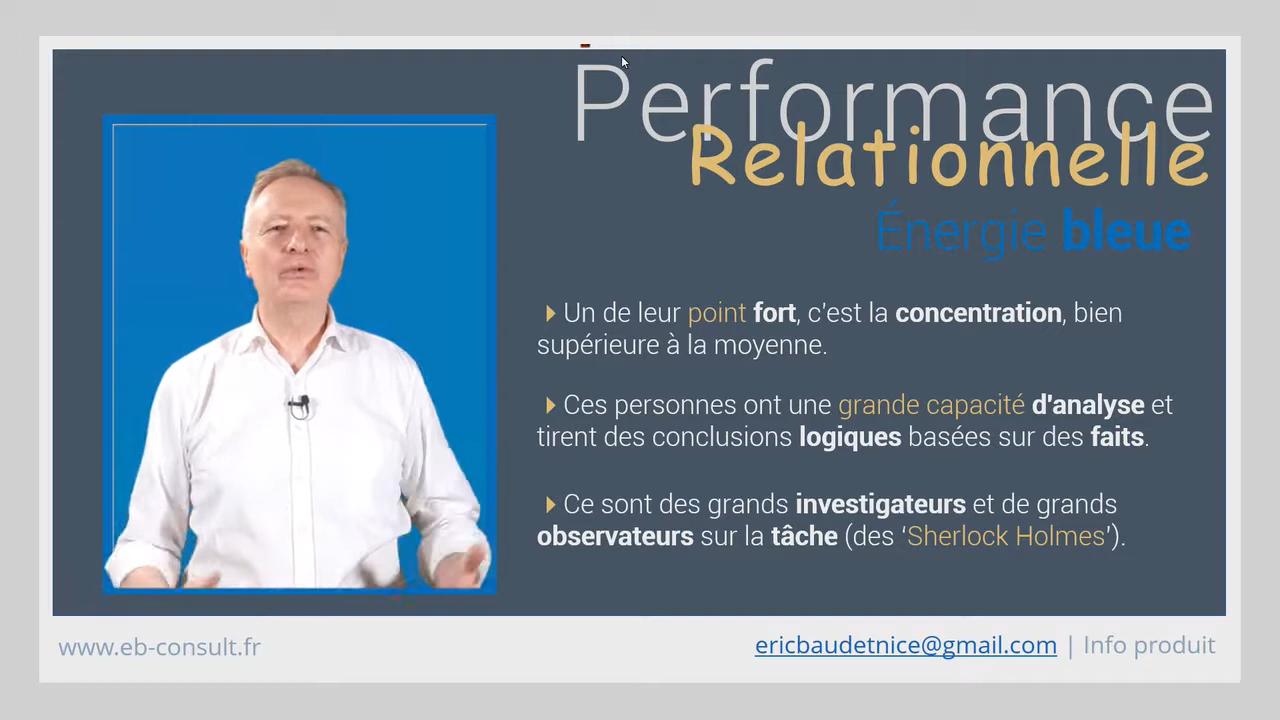 Performance
Relationnelle
Énergie bleue
Un de leur point fort, c'est la concentration, bien
supérieure à la moyenne.
Ces personnes ont une grande capacité d'analyse et
tirent des conclusions logiques basées sur des faits.
Ce sont des grands investigateurs et de grands
observateurs sur la tâche (des ‘Sherlock Holmes’).
www.eb-consult.fr
ericbaudetnice@gmail.com | Info produit